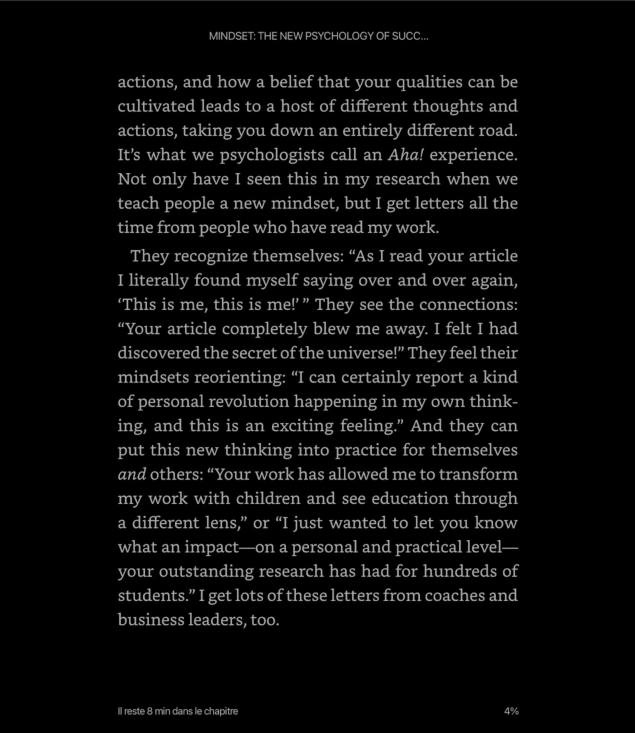 MINDSET: THE NEW PSYCHOLOGY OF SUCC...
actions, and how a belief that your qualities can be
cultivated leads to a host of different thoughts and
actions, taking you down an entirely different road.
It’s what we psychologists call an Aha! experience.
Not only have I seen this in my research when we
teach people a new mindset, but I get letters all the
time from people who have read my work.
They recognize themselves: “As I read your article
I literally found myself saying over and over again,
‘This is me, this is me!’ ” They see the connections:
“Your article completely blew me away. I felt I had
discovered the secret of the universe!” They feel their
mindsets reorienting: “I can certainly report a kind
of personal revolution happening in my own think-
ing, and this is an exciting feeling.” And they can
put this new thinking into practice for themselves
and others: “Your work has allowed me to transform
my work with children and see education through
a different lens,” or “I just wanted to let you know
what an impact—on a personal and practical level—
your outstanding research has had for hundreds of
students.” I get lots of these letters from coaches and
business leaders, too.
Il reste 8 min dans le chapitre
4%